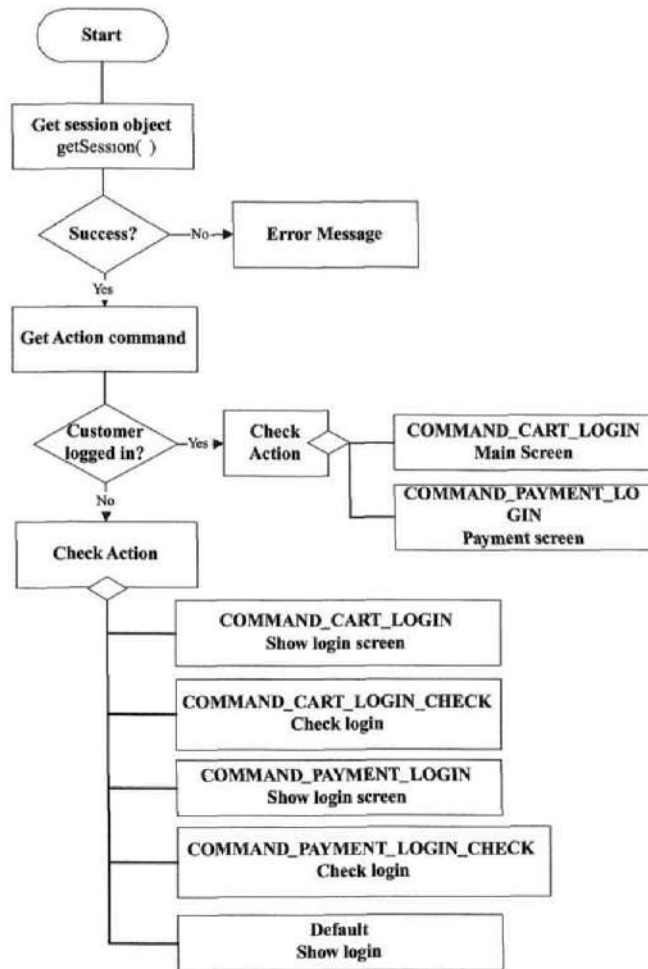 Start
Get session object
getSession( )
Success?
No
Error Message
Yes
Get Action command
Customer
logged in?
Yes
Check
Action
COMMAND_CART_LOGIN
Main Screen
COMMAND_PAYMENT_LO
GIN
Payment screen
No
Check Action
COMMAND_CART_LOGIN
Show login screen
COMMAND_CART_LOGIN_CHECK
Check login
COMMAND_PAYMENT_LOGIN
Show login screen
COMMAND_PAYMENT_LOGIN_CHECK
Check login
Default
Show login